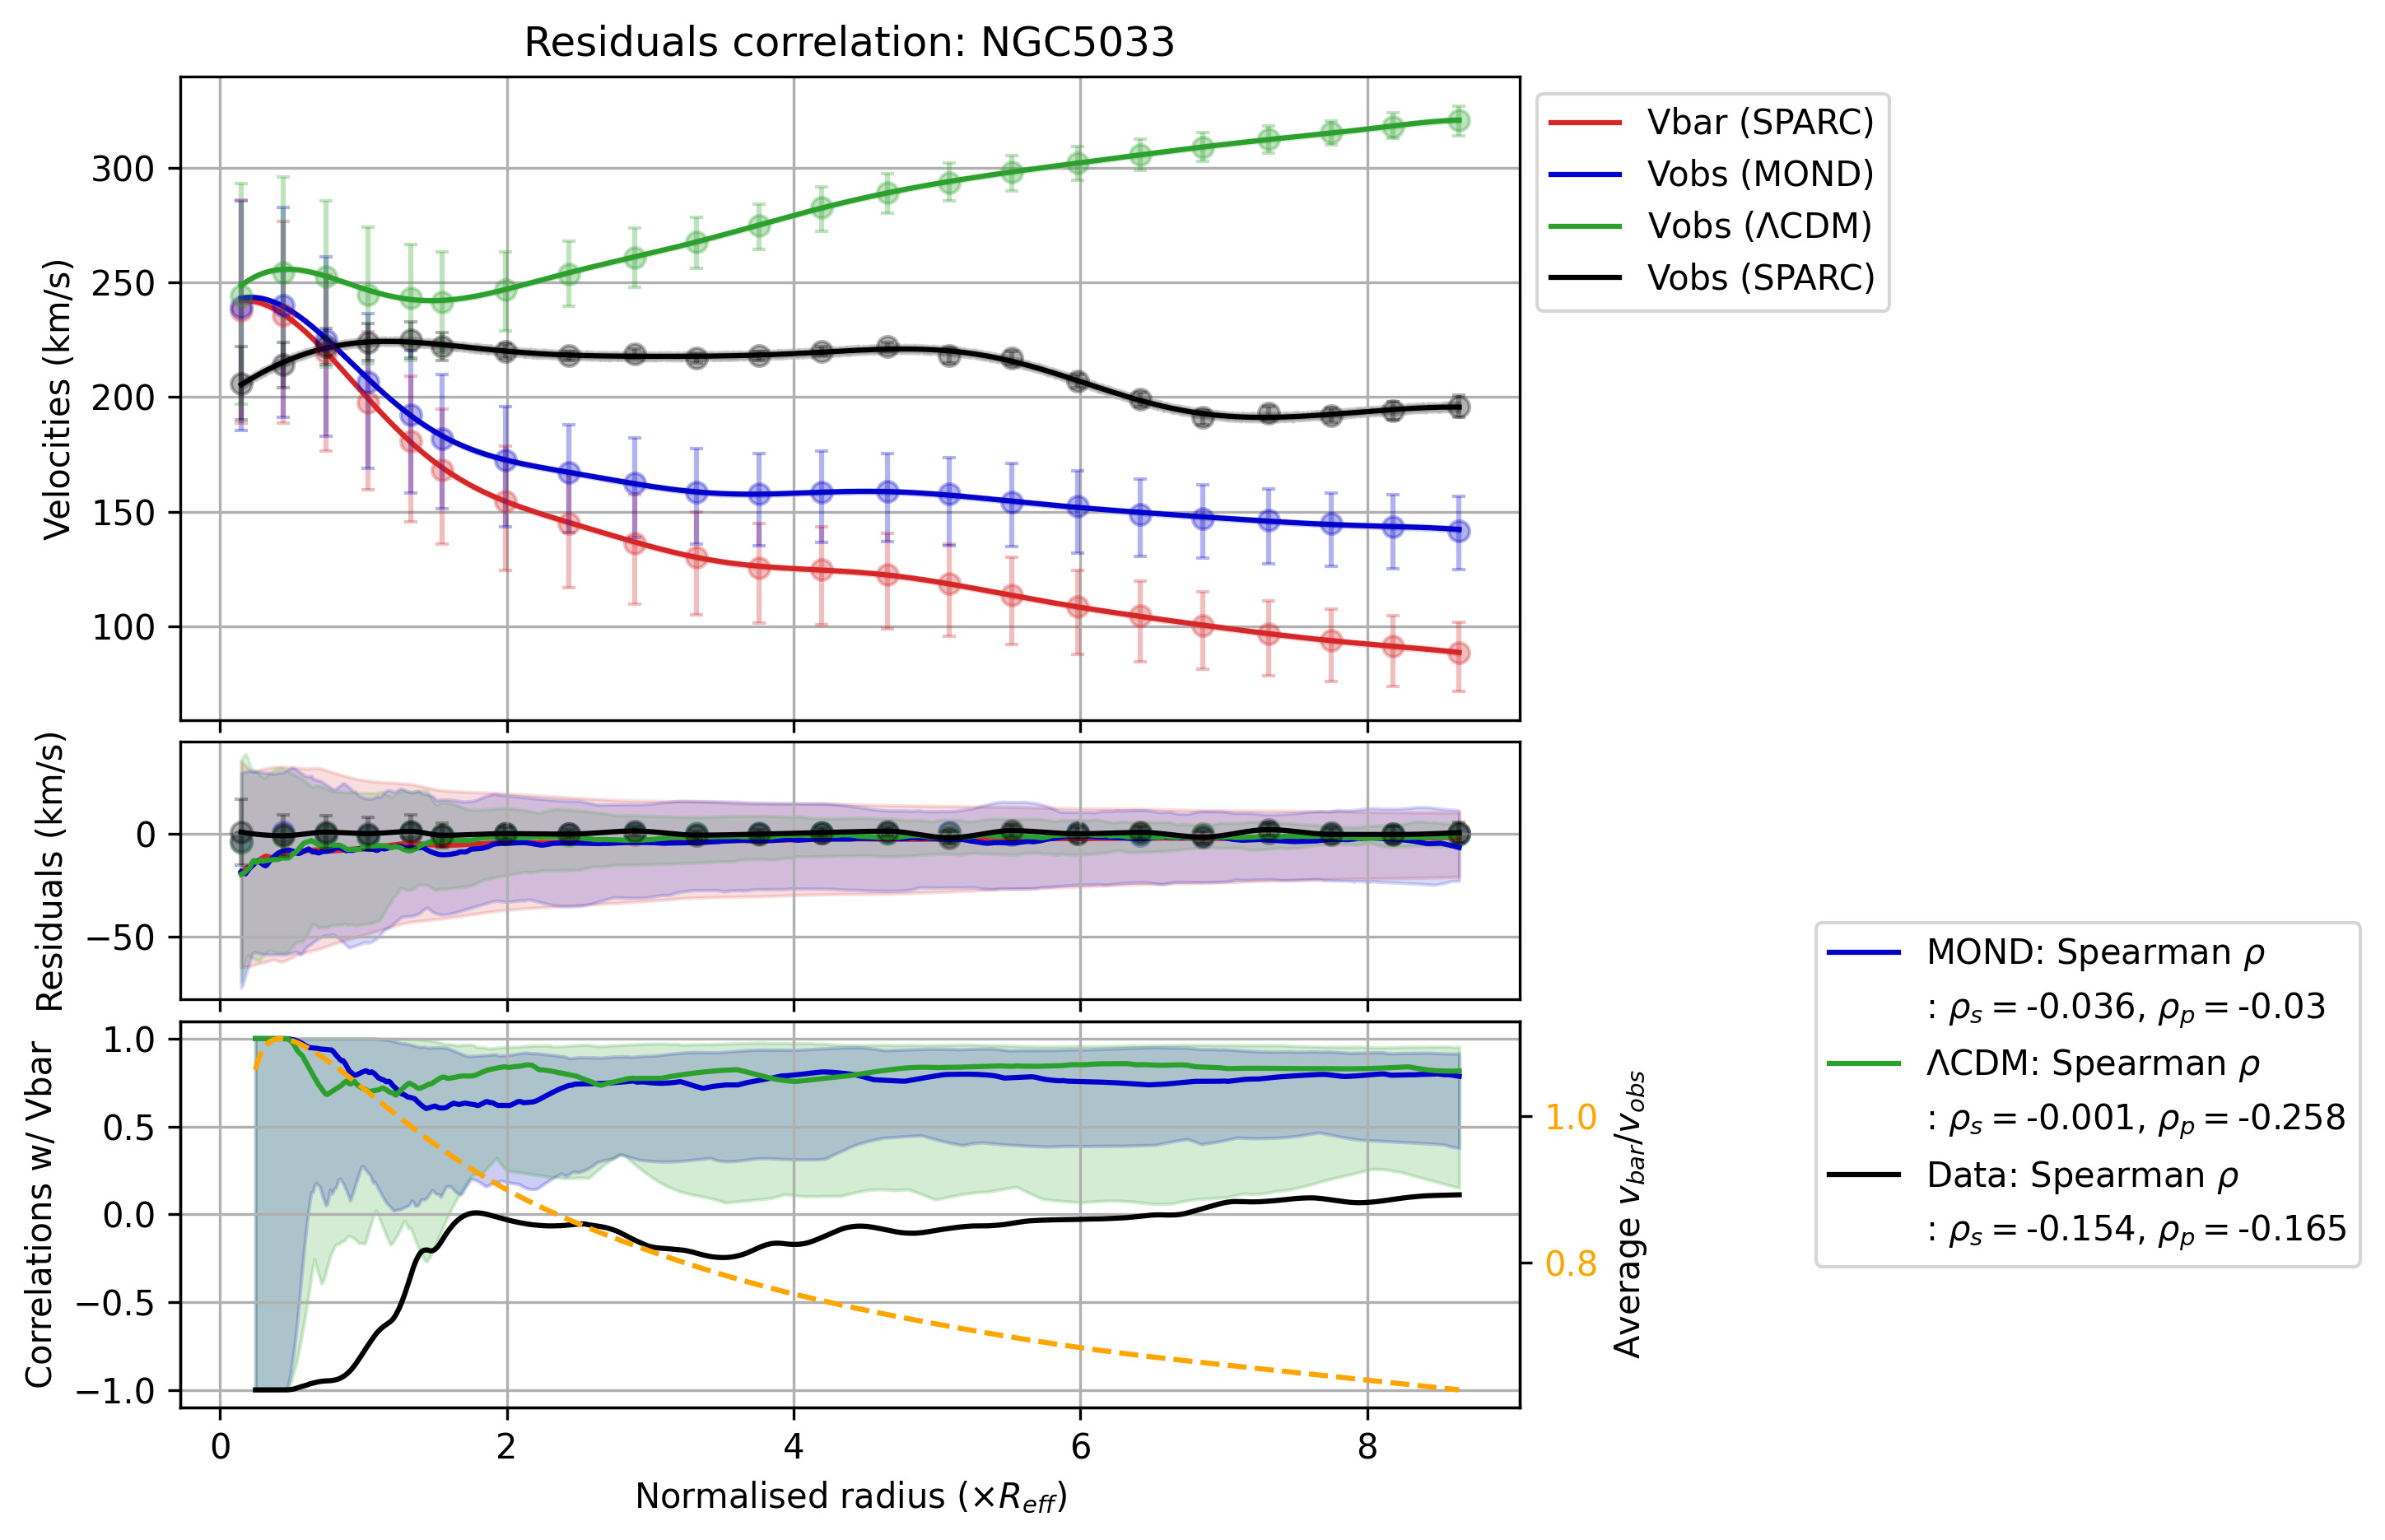 Residuals correlation: NGC5033
300
250
200
150
100
Velocities (km/s)
Vbar (SPARC)
Vobs (MOND)
Vobs (ΛCDM)
Vobs (SPARC)
0
−50
Residuals (km/s)
1.0
0.5
0.0
−0.5
−1.0
Correlations w/ Vbar
1.0
0.8
Average v_bar/v_obs
MOND: Spearman ρ
: ρ_s = -0.036, ρ_p = -0.03
ΛCDM: Spearman ρ
: ρ_s = -0.001, ρ_p = -0.258
Data: Spearman ρ
: ρ_s = -0.154, ρ_p = -0.165
0 2 4 6 8
Normalised radius (×R_eff)